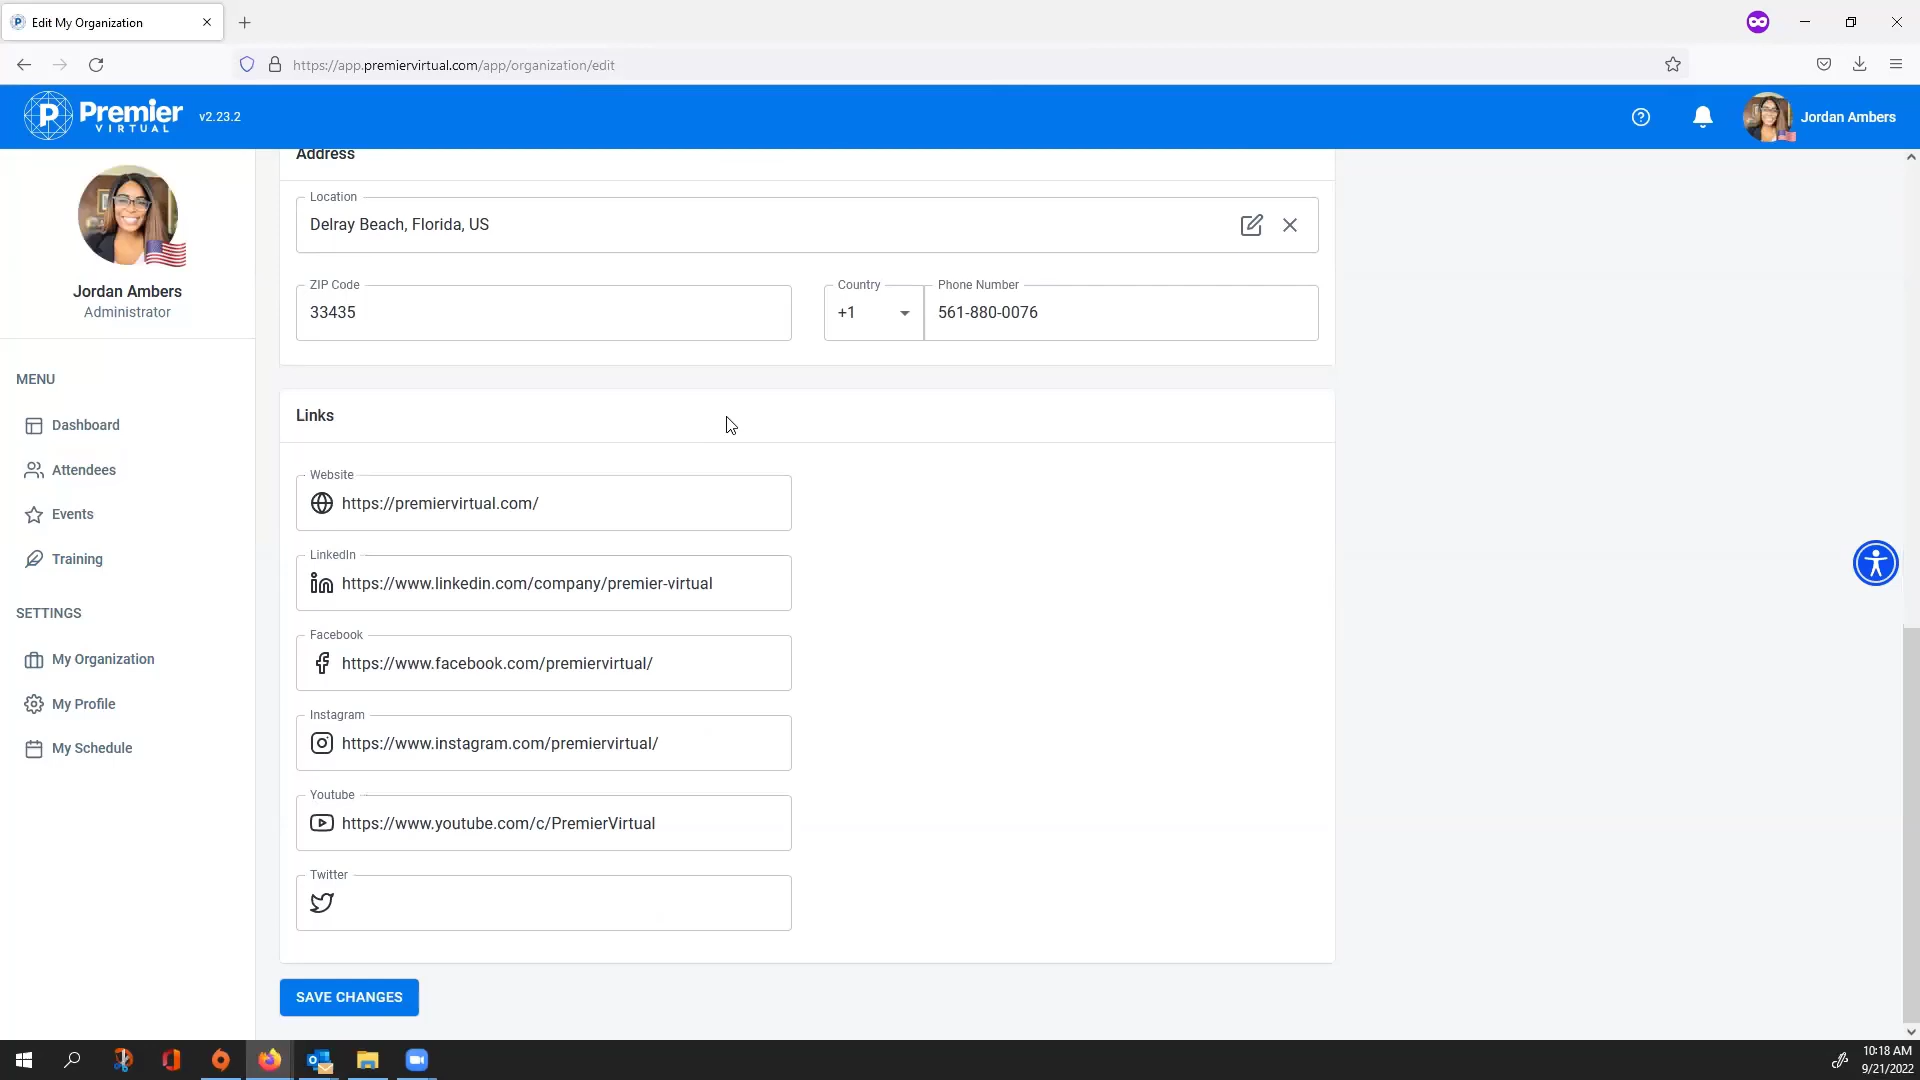 Edit My Organization
https://app.premiervirtual.com/app/organization/edit
P Premier
VIRTUAL
v2.23.2
Jordan Ambers
Jordan Ambers
Administrator
MENU
Dashboard
Attendees
Events
Training
SETTINGS
My Organization
My Profile
My Schedule
Address
Location
Delray Beach, Florida, US
ZIP Code
33435
Country
+1
Phone Number
561-880-0076
Links
Website
https://premiervirtual.com/
LinkedIn
https://www.linkedin.com/company/premier-virtual
Facebook
https://www.facebook.com/premiervirtual/
Instagram
https://www.instagram.com/premiervirtual/
Youtube
https://www.youtube.com/c/PremierVirtual
Twitter
SAVE CHANGES
10:18 AM
9/21/2022